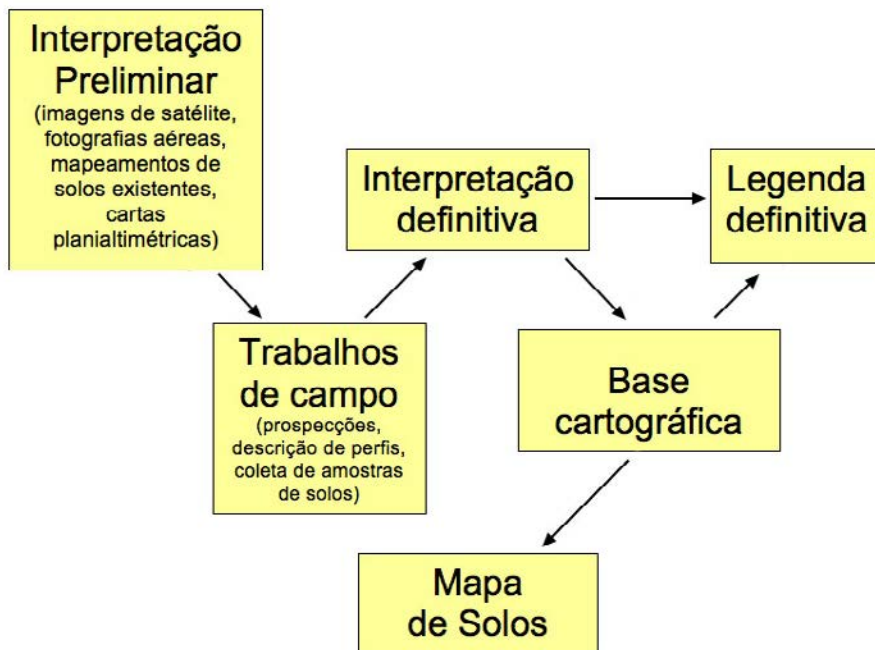 Interpretação
Preliminar
(imagens de satélite,
fotografias aéreas,
mapeamentos de
solos existentes,
cartas
planialtimétricas)
Interpretação
definitiva
Legenda
definitiva
Trabalhos
de campo
(prospecções,
descrição de perfis,
coleta de amostras
de solos)
Base
cartográfica
Mapa
de Solos